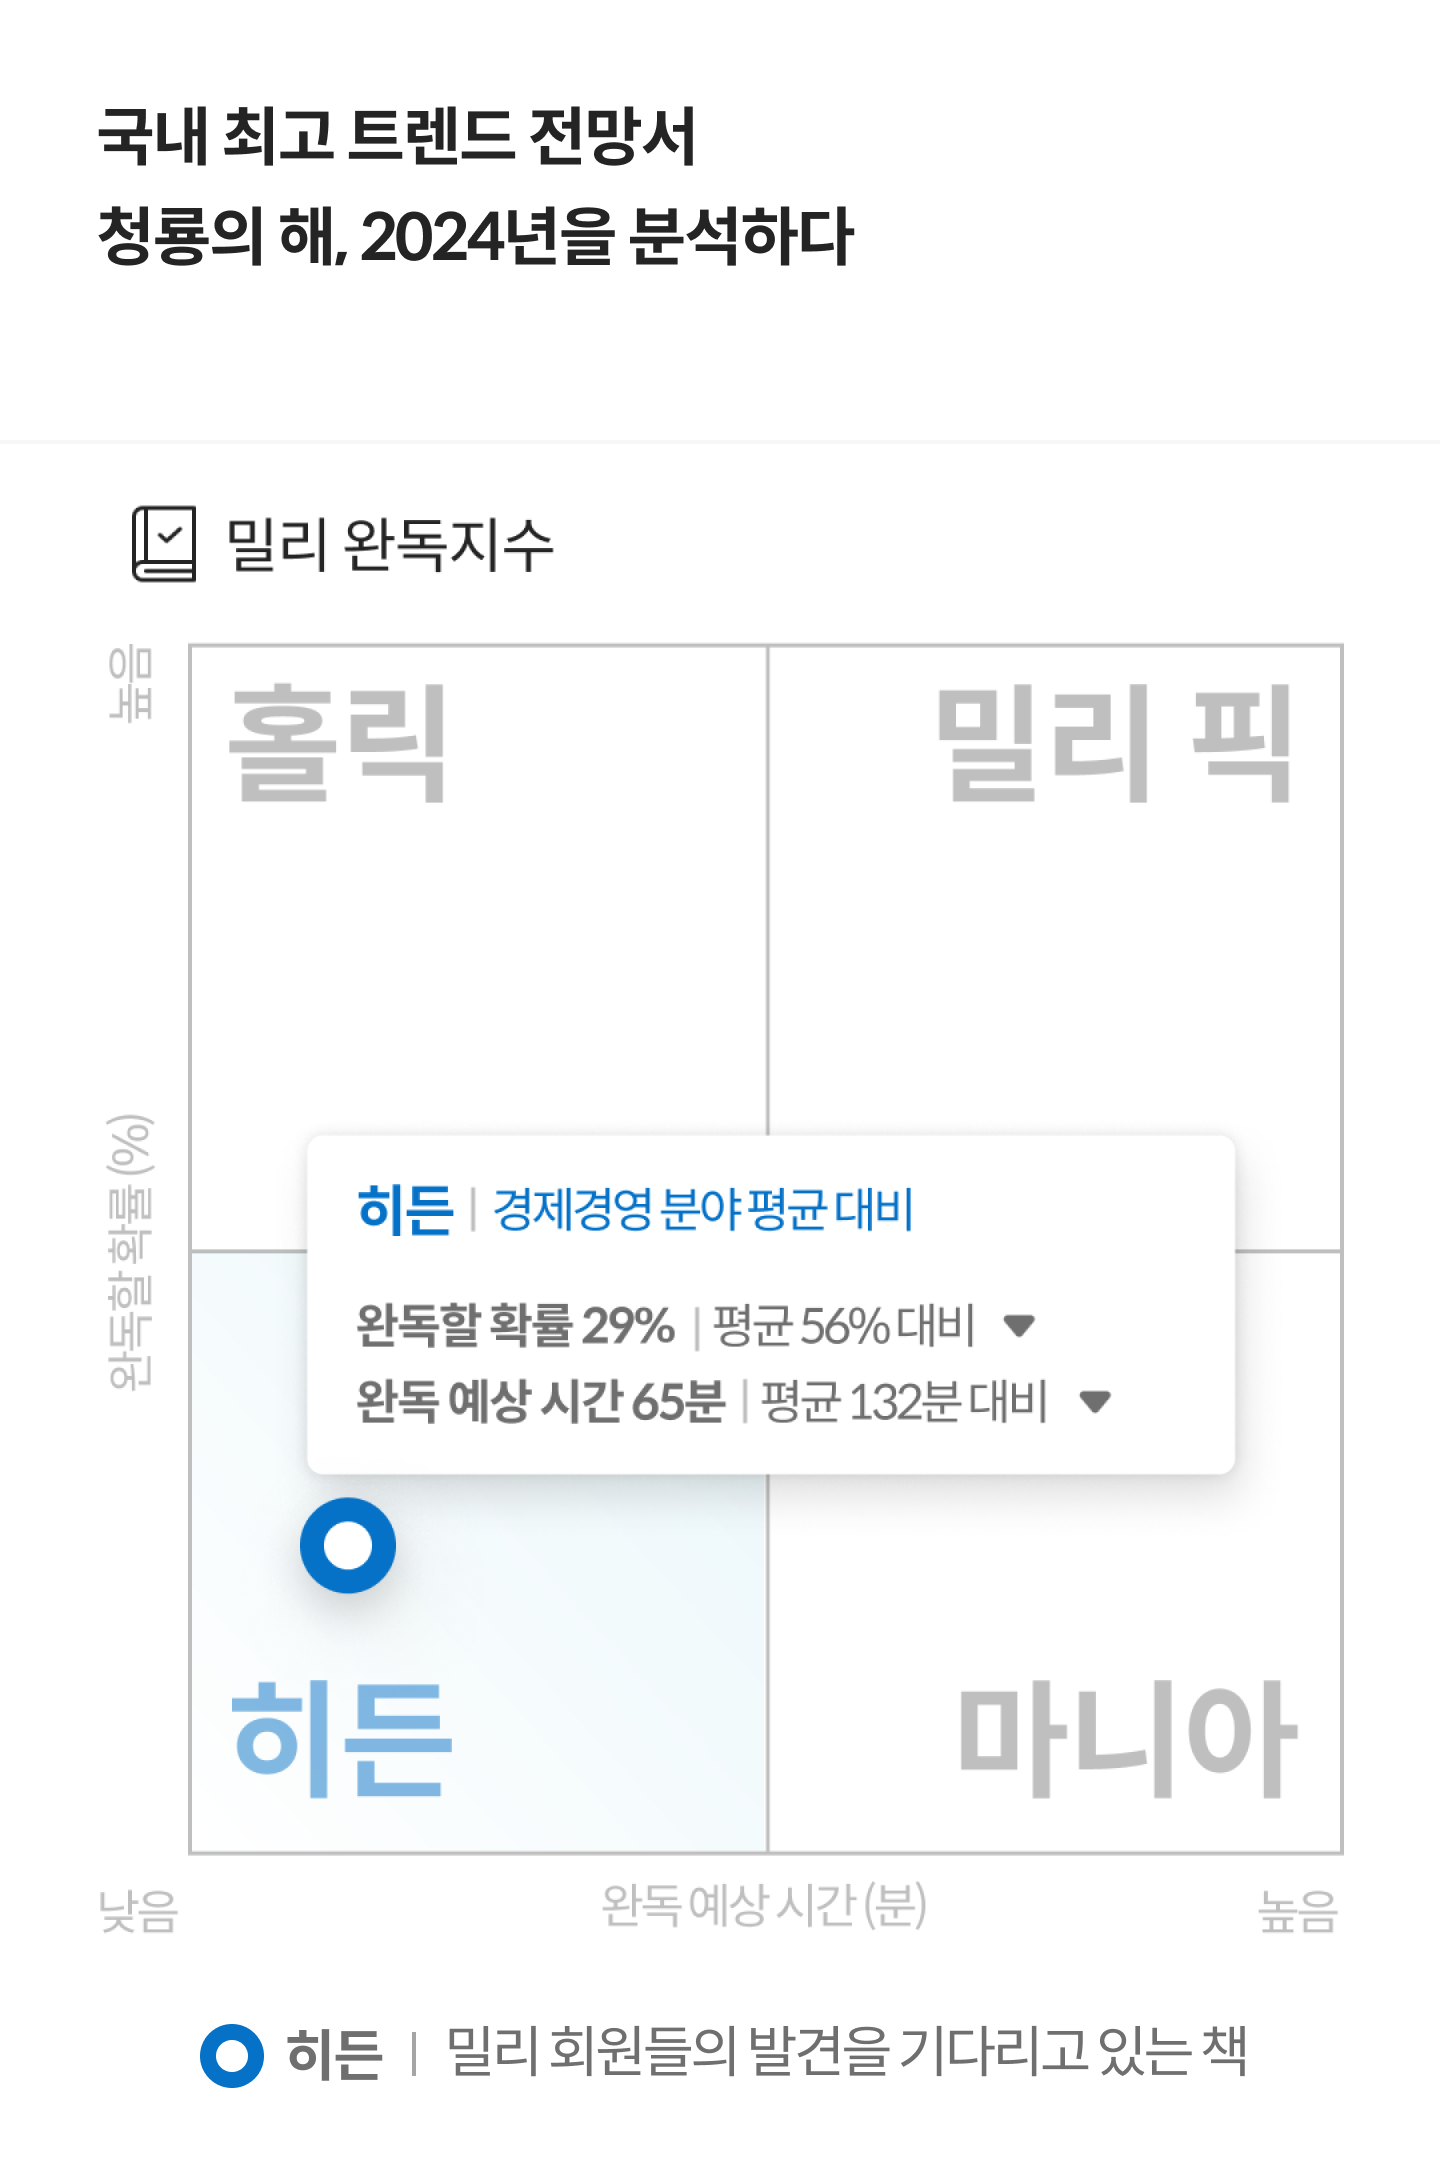 국내 최고 트렌드 전망서
청룡의 해, 2024년을 분석하다
밀리 완독지수
높음
홀릭
밀리 픽
완독할 확률 (%)
히든 | 경제경영 분야 평균 대비
완독할 확률 29% | 평균 56% 대비 ▼
완독 예상 시간 65분 | 평균 132분 대비 ▼
히든
마니아
낮음
완독 예상 시간 (분)
높음
히든 | 밀리 회원들의 발견을 기다리고 있는 책